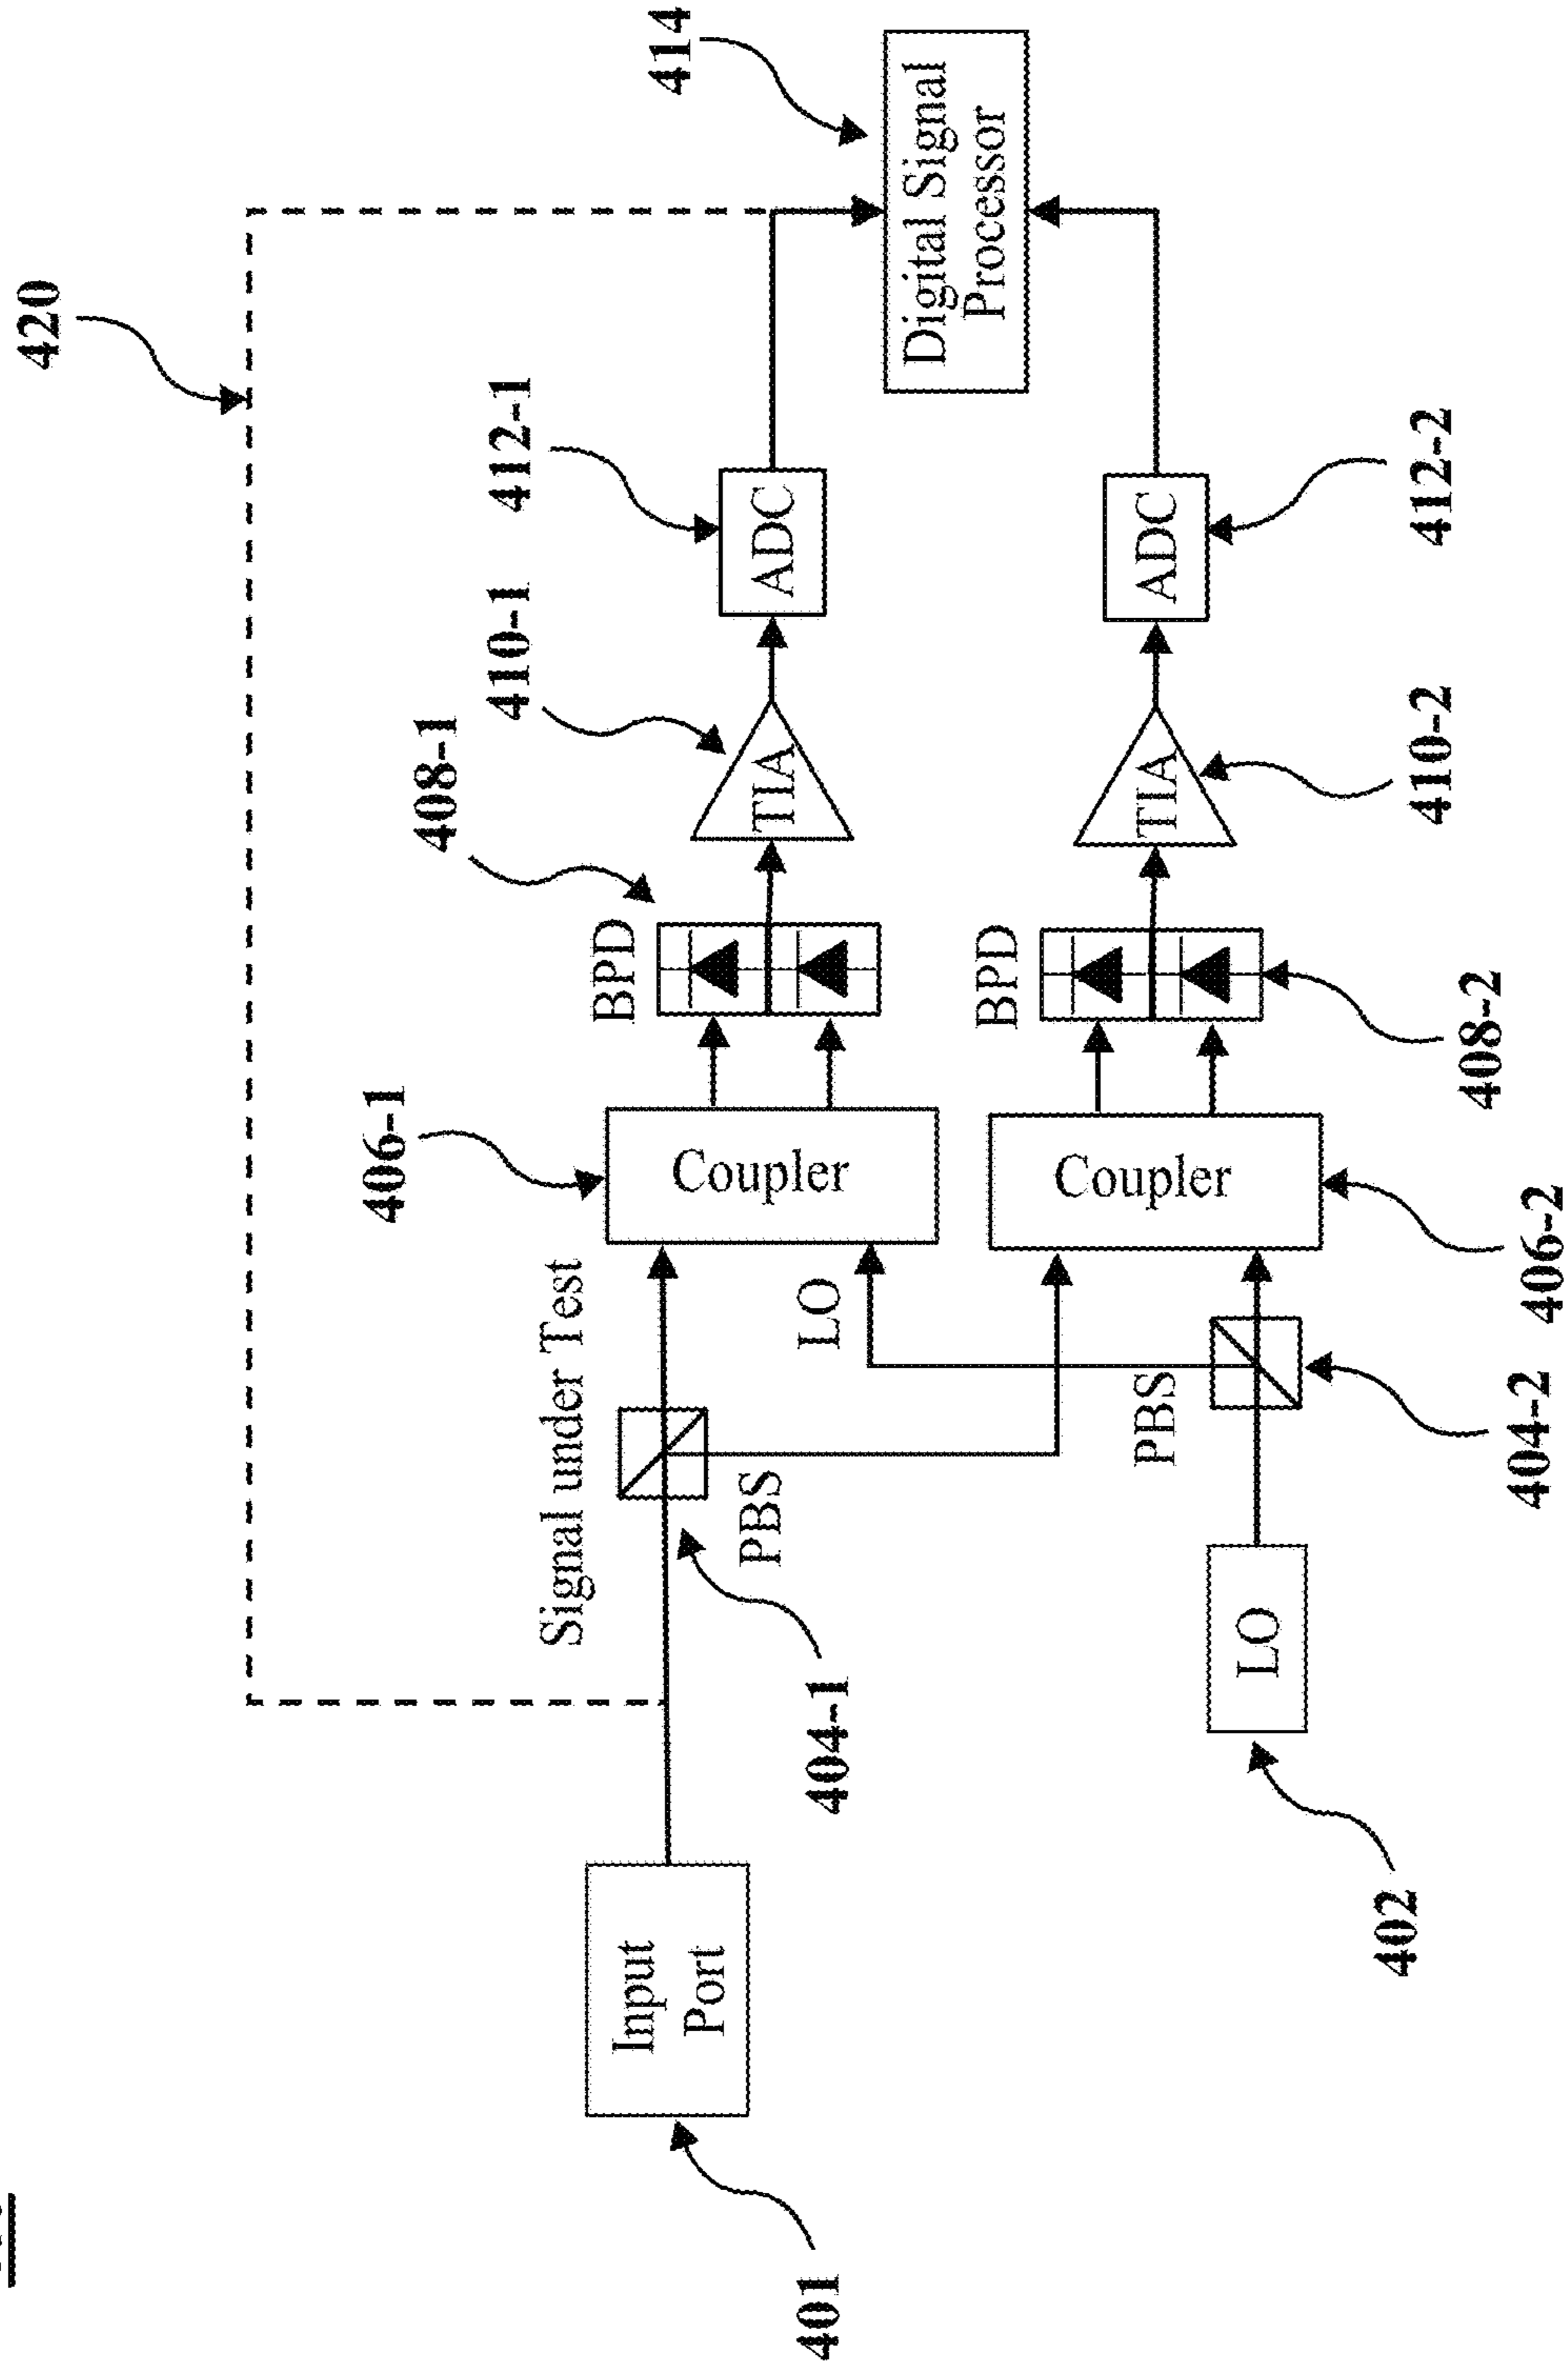 420
414
412-1
410-1
408-1
406-1
Signal under Test
BPD
TIA
ADC
Digital Signal
Processor
Coupler
PBS
LO
Input
Port
404-1
401
BPD
TIA
ADC
Coupler
PBS
LO
402
404-2
406-2
408-2
410-2
412-2